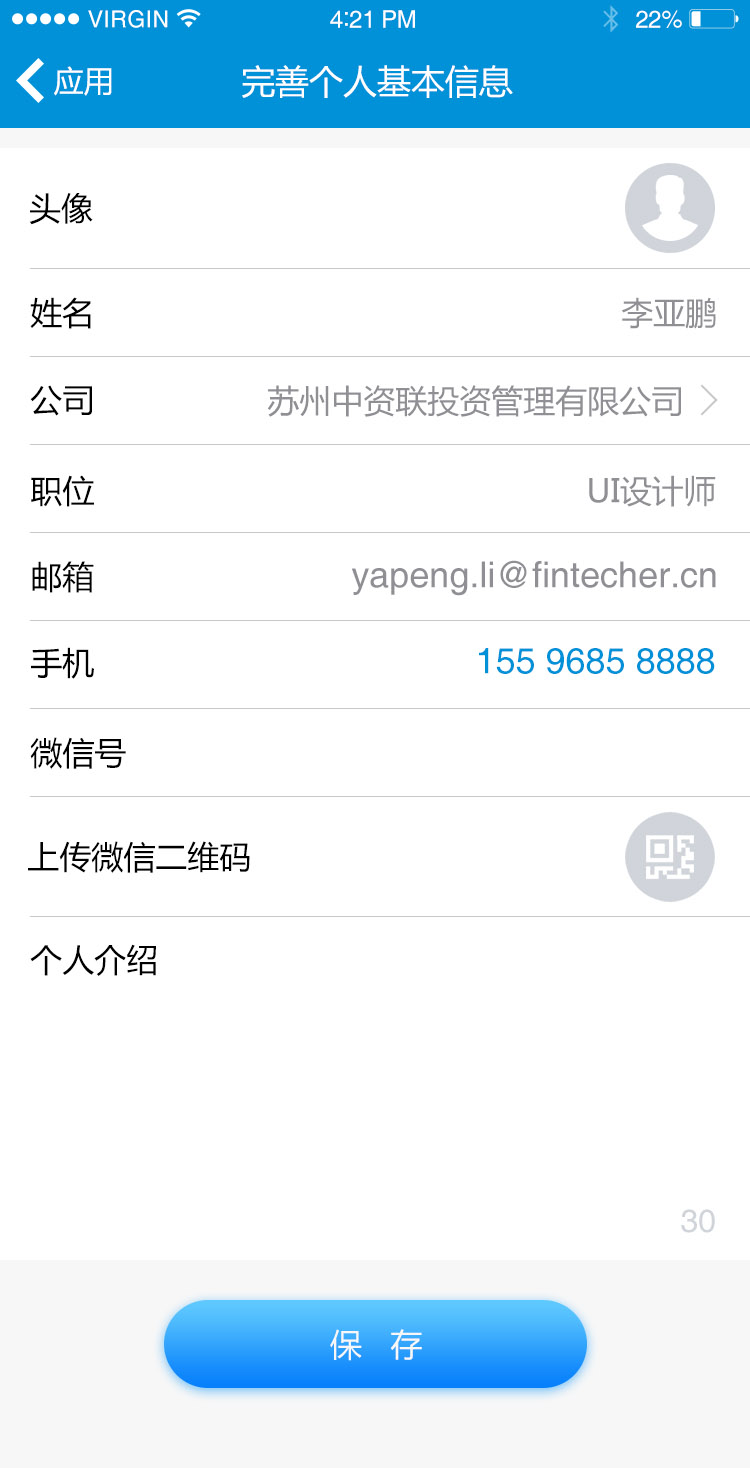 VIRGIN 4:21 PM 22%
应用 完善个人基本信息
头像
姓名 李亚鹏
公司 苏州中资联投资管理有限公司
职位 UI设计师
邮箱 yapeng.li@fintecher.cn
手机 155 9685 8888
微信号
上传微信二维码
个人介绍
30
保 存